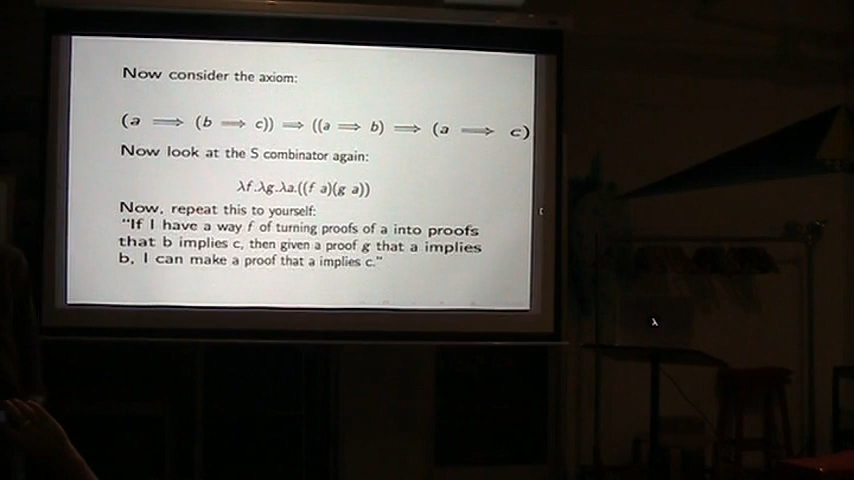 Now consider the axiom:
(a ⟹ (b ⟹ c)) ⟹ ((a ⟹ b) ⟹ (a ⟹ c)
Now look at the S combinator again:
λf.λg.λa.((f a)(g a))
Now, repeat this to yourself:
"If I have a way f of turning proofs of a into proofs
that b implies c, then given a proof g that a implies
b, I can make a proof that a implies c."
λ